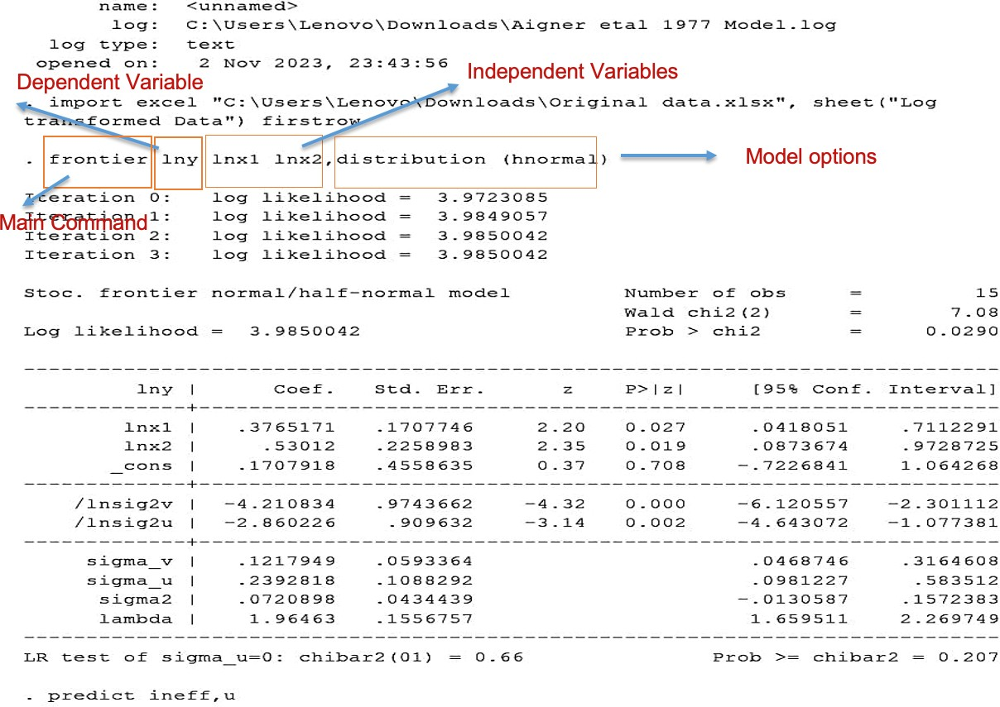 name:  <unnamed>
log:  C:\Users\Lenovo\Downloads\Aigner etal 1977 Model.log
log type:  text
opened on:   2 Nov 2023, 23:43:56
Dependent Variable
Independent Variables
. import excel "C:\Users\Lenovo\Downloads\Original data.xlsx", sheet("Log
transformed Data") firstrow
. frontier lny lnx1 lnx2,distribution (hnormal)
Model options
Iteration 0:   log likelihood =  3.9723085
Main Command
Iteration 1:   log likelihood =  3.9849057
Iteration 2:   log likelihood =  3.9850042
Iteration 3:   log likelihood =  3.9850042
Stoc. frontier normal/half-normal model         Number of obs     =         15
Wald chi2(2)      =       7.08
Log likelihood =  3.9850042                     Prob > chi2       =     0.0290
------------------------------------------------------------------------------
lny |      Coef.   Std. Err.      z    P>|z|     [95% Conf. Interval]
-------------+----------------------------------------------------------------
lnx1 |   .3765171   .1707746     2.20   0.027     .0418051    .7112291
lnx2 |     .53012   .2258983     2.35   0.019     .0873674    .9728725
_cons |   .1707918   .4558635     0.37   0.708    -.7226841    1.064268
-------------+----------------------------------------------------------------
/lnsig2v |  -4.210834   .9743662    -4.32   0.000    -6.120557   -2.301112
/lnsig2u |  -2.860226    .909632    -3.14   0.002    -4.643072   -1.077381
-------------+----------------------------------------------------------------
sigma_v |   .1217949   .0593364                      .0468746    .3164608
sigma_u |   .2392818   .1088292                      .0981227     .583512
sigma2 |   .0720898   .0434439                     -.0130587    .1572383
lambda |    1.96463   .1556757                      1.659511    2.269749
------------------------------------------------------------------------------
LR test of sigma_u=0: chibar2(01) = 0.66               Prob >= chibar2 = 0.207
. predict ineff,u